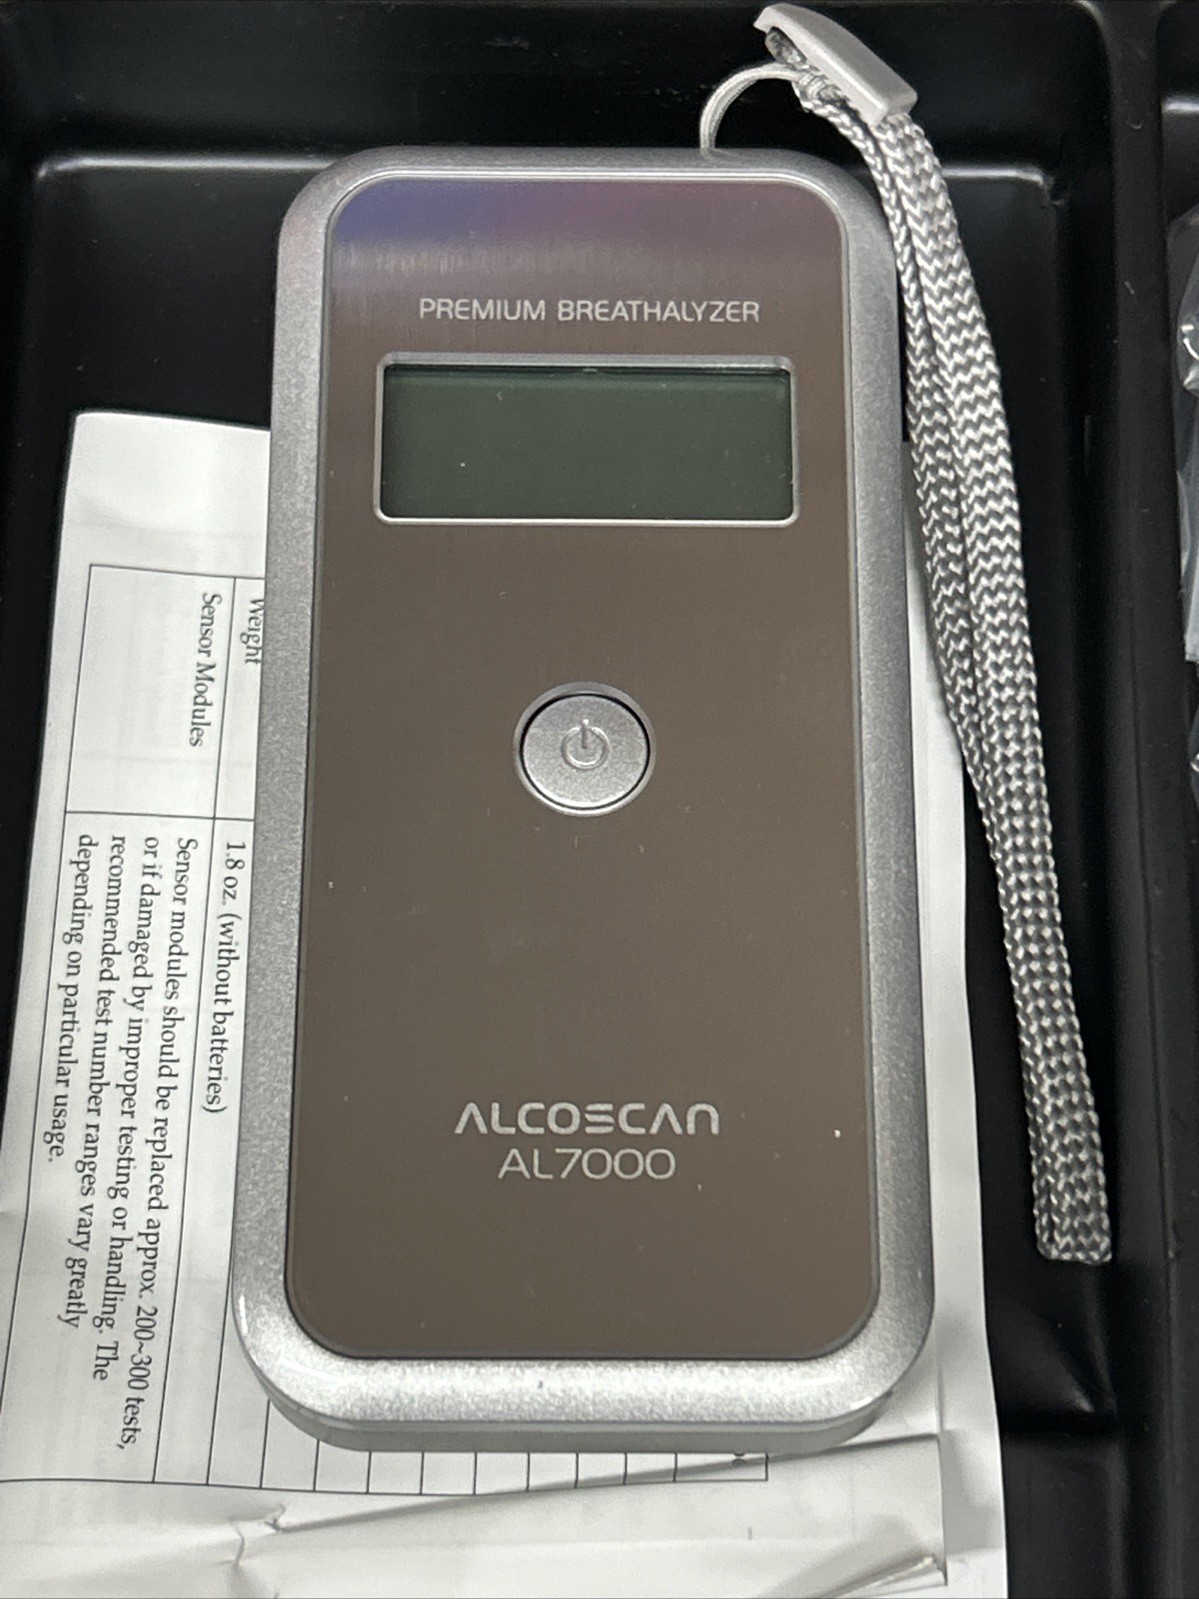 PREMIUM BREATHALYZER
ALCOSCAN
AL7000
Weight
1.8 oz. (without batteries)
Sensor Modules
Sensor modules should be replaced approx. 200~300 tests,
or if damaged by improper testing or handling. The
recommended test number ranges vary greatly
depending on particular usage.